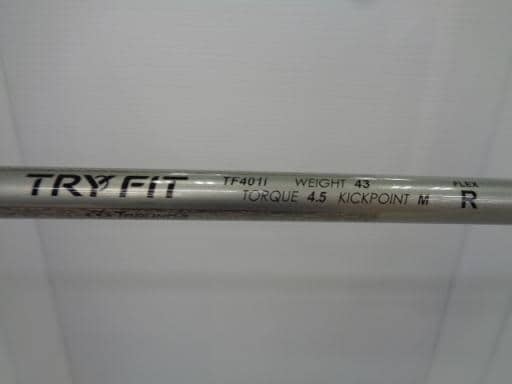 TRY FIT
TF401I WEIGHT 43
TORQUE 4.5 KICKPOINT M
FLEX
R